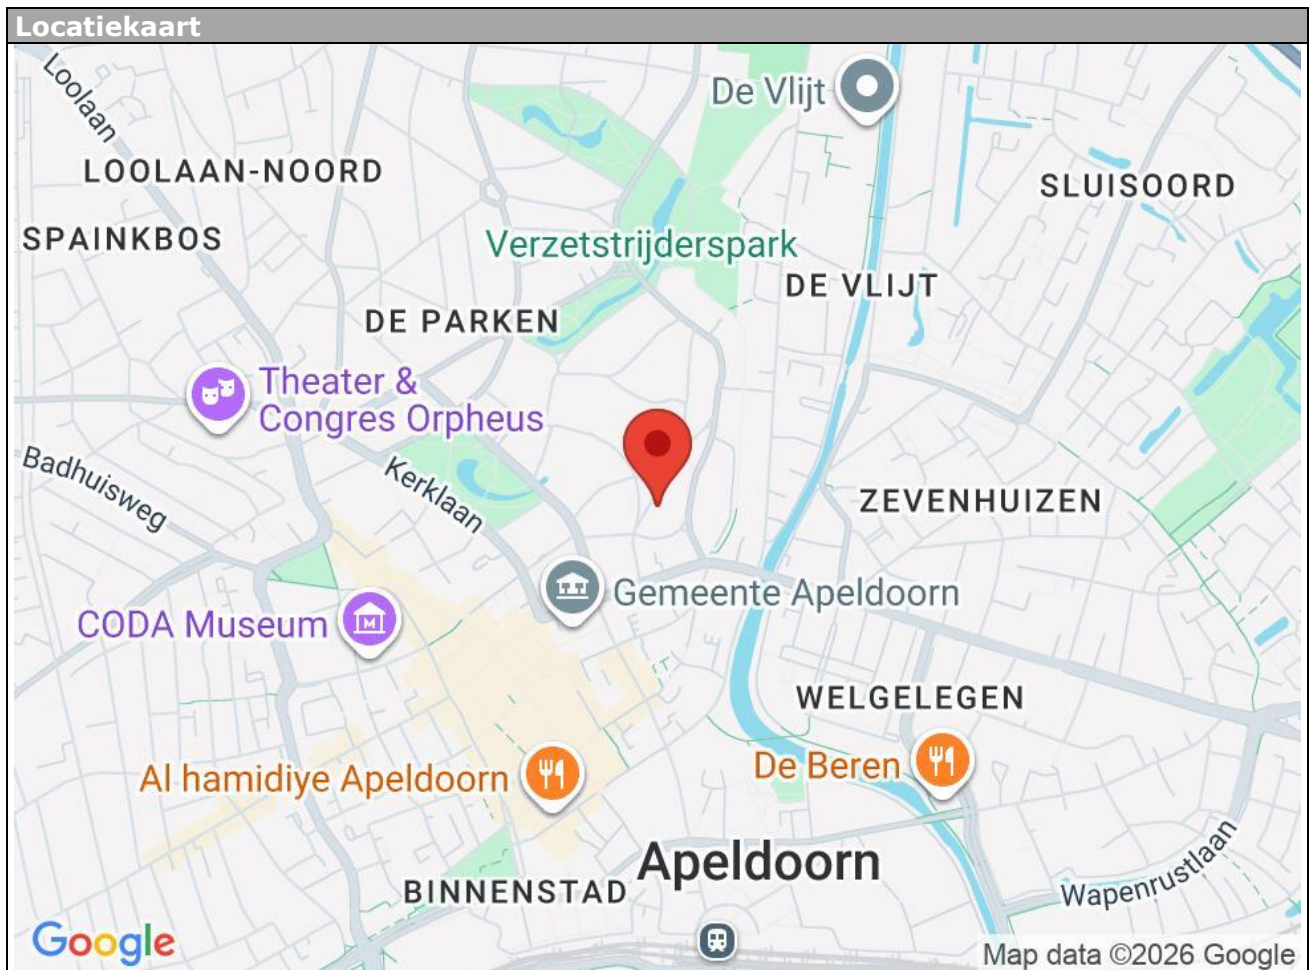 Locatiekaart
Loolaan
De Vlijt
LOOLAAN-NOORD
SLUISOORD
SPAINKBOS
Verzetstrijderspark
DE VLIJT
DE PARKEN
Theater &
Congres Orpheus
Badhuisweg
Kerklaan
ZEVENHUIZEN
Gemeente Apeldoorn
CODA Museum
M
WELGELEGEN
Al hamidiye Apeldoorn
De Beren
Apeldoorn
BINNENSTAD
Wapenrustlaan
Google
Map data ©2026 Google